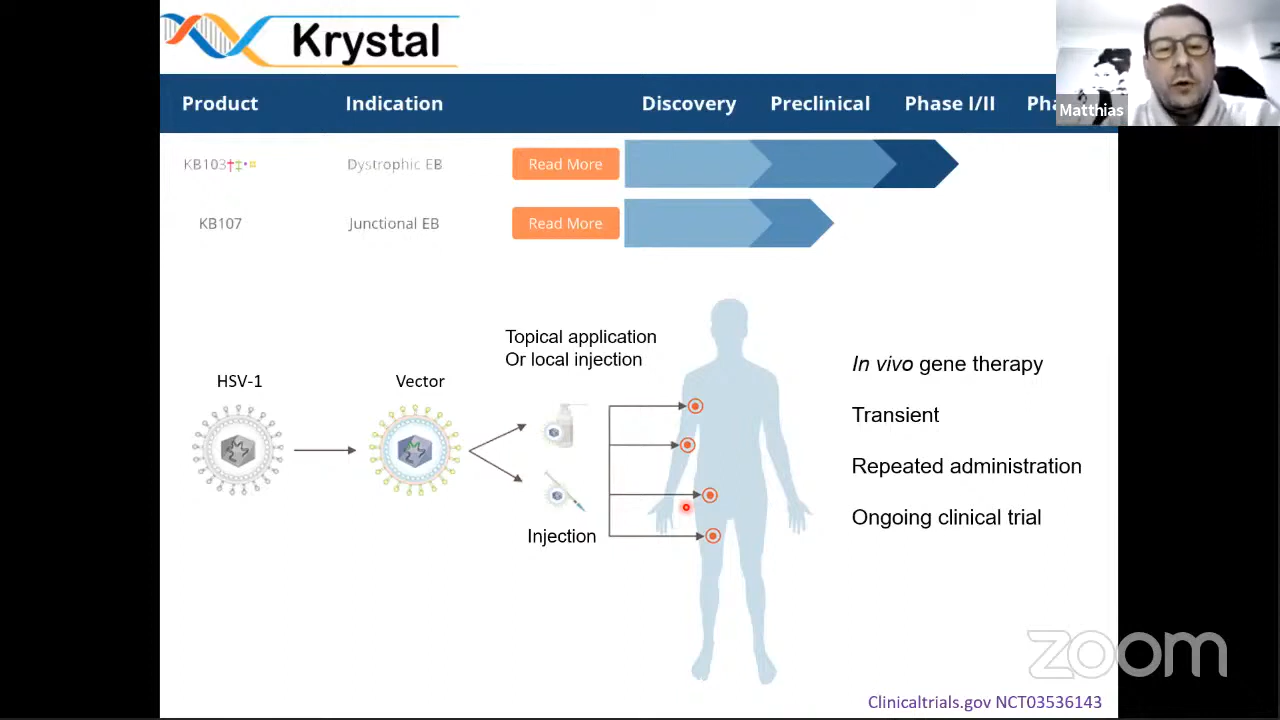 Krystal
Product Indication Discovery Preclinical Phase I/II
Matthias
KB103†‡•¤ Dystrophic EB Read More
KB107 Junctional EB Read More
Topical application
Or local injection
HSV-1 Vector
Injection
In vivo gene therapy
Transient
Repeated administration
Ongoing clinical trial
zoom
Clinicaltrials.gov NCT03536143